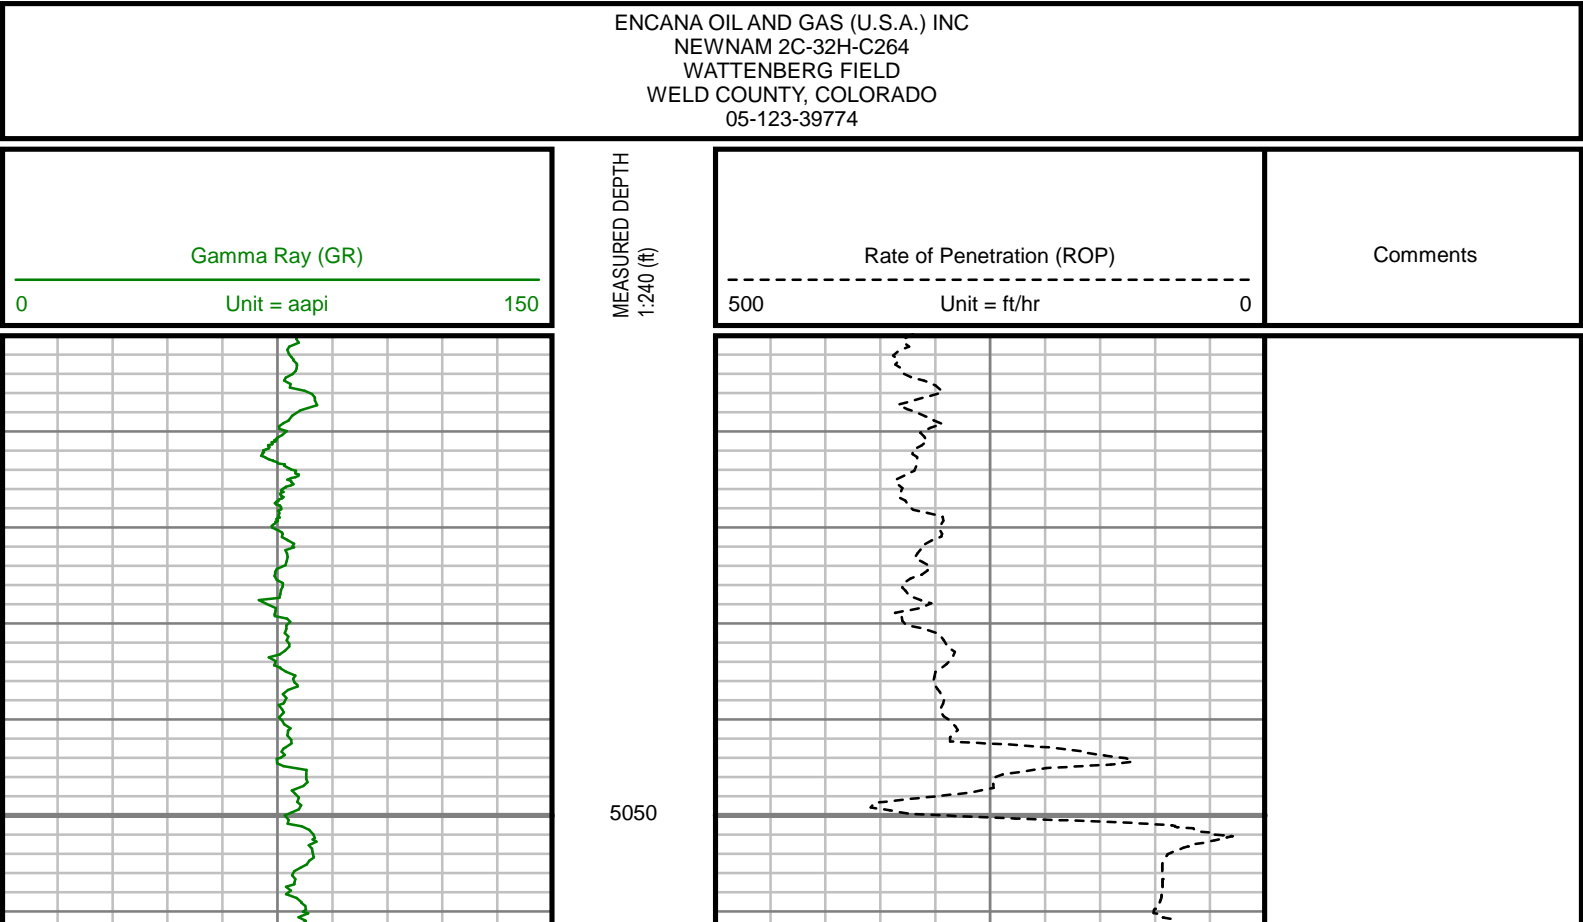 ENCANA OIL AND GAS (U.S.A.) INC
NEWNAM 2C-32H-C264
WATTENBERG FIELD
WELD COUNTY, COLORADO
05-123-39774
Gamma Ray (GR)
0 Unit = aapi 150
MEASURED DEPTH
1:240 (ft)
Rate of Penetration (ROP)
500 Unit = ft/hr 0
Comments
5050